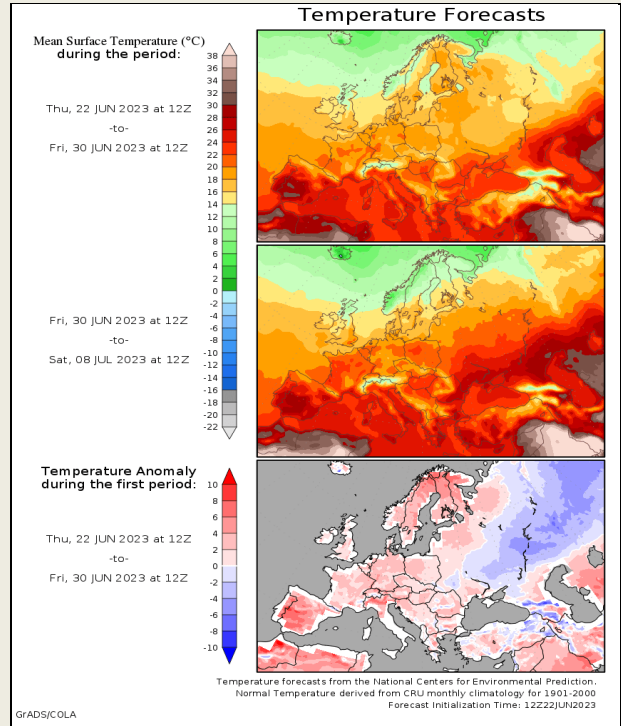 Temperature Forecasts
Mean Surface Temperature (°C)
during the period:
Thu, 22 JUN 2023 at 12Z
-to-
Fri, 30 JUN 2023 at 12Z
38
36
34
32
30
28
26
24
22
20
18
16
14
12
10
8
6
4
2
0
-2
-4
-6
-8
-10
-12
-14
-16
-18
-20
-22
Fri, 30 JUN 2023 at 12Z
-to-
Sat, 08 JUL 2023 at 12Z
Temperature Anomaly
during the first period:
Thu, 22 JUN 2023 at 12Z
-to-
Fri, 30 JUN 2023 at 12Z
10
8
6
4
2
0
-2
-4
-6
-8
-10
Temperature forecasts from the National Centers for Environmental Prediction.
Normal Temperature derived from CRU monthly climatology for 1901-2000
Forecast Initialization Time: 12Z22JUN2023
GrADS/COLA